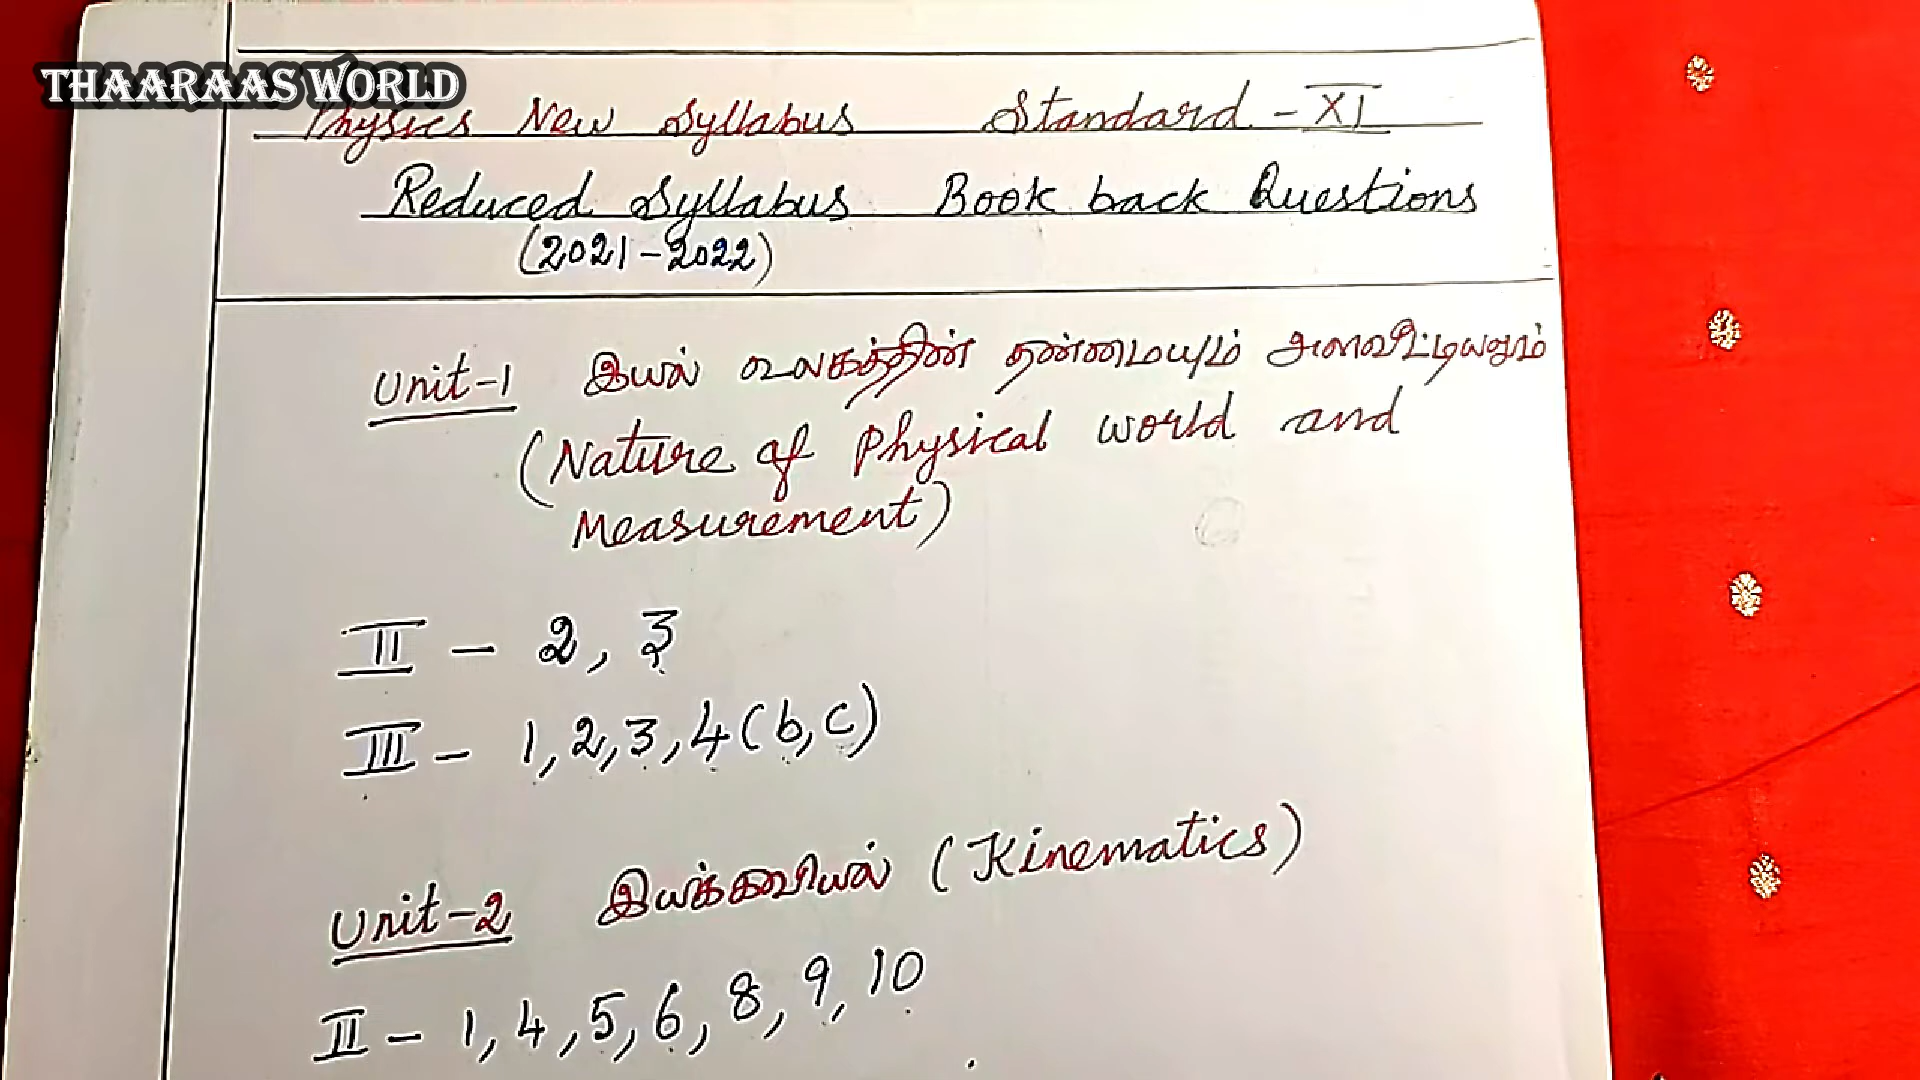 THAARAAS WORLD
Physics New Syllabus Standard - XI
Reduced Syllabus Book back Questions
(2021-2022)
Unit-1 இயல் உலகத்தின் தன்மையும் அளவீட்டியலும்
(Nature of Physical world and
Measurement)
II - 2, 3
III - 1, 2, 3, 4 (b, c)
Unit-2 இயக்கவியல் (Kinematics)
II - 1, 4, 5, 6, 8, 9, 10